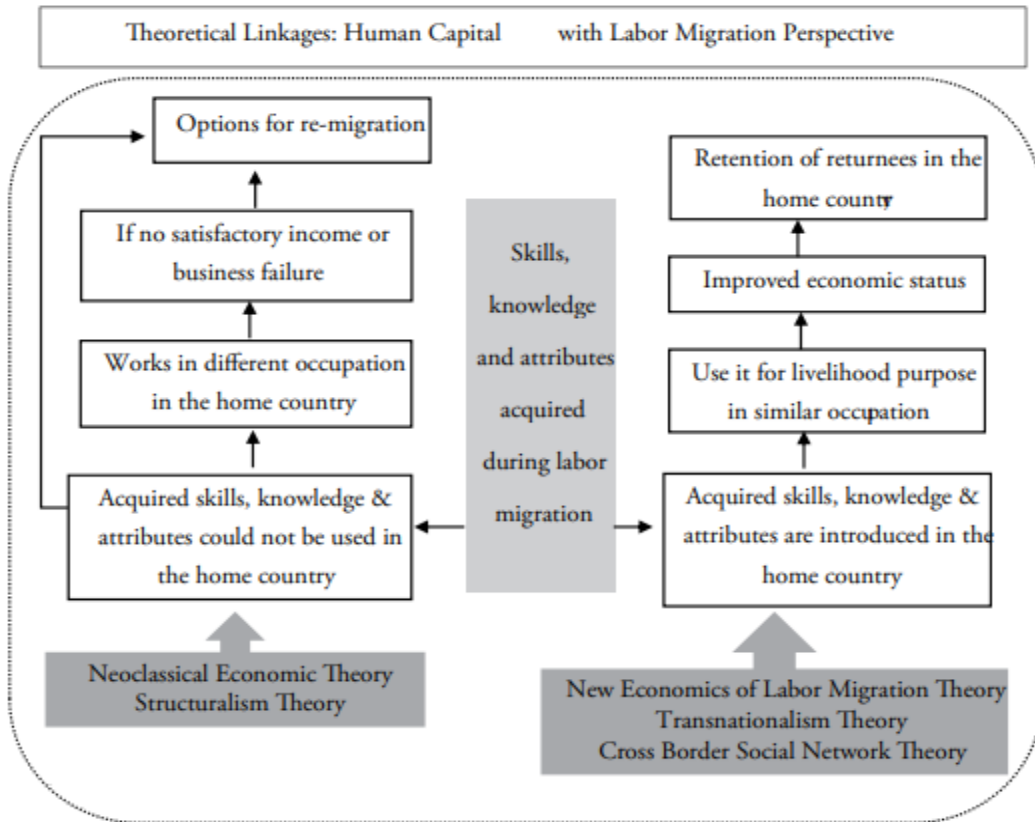 Theoretical Linkages: Human Capital with Labor Migration Perspective
Options for re-migration
If no satisfactory income or
business failure
Works in different occupation
in the home country
Acquired skills, knowledge &
attributes could not be used in
the home country
Neoclassical Economic Theory
Structuralism Theory
Skills,
knowledge
and attributes
acquired
during labor
migration
Retention of returnees in the
home country
Improved economic status
Use it for livelihood purpose
in similar occupation
Acquired skills, knowledge &
attributes are introduced in the
home country
New Economics of Labor Migration Theory
Transnationalism Theory
Cross Border Social Network Theory